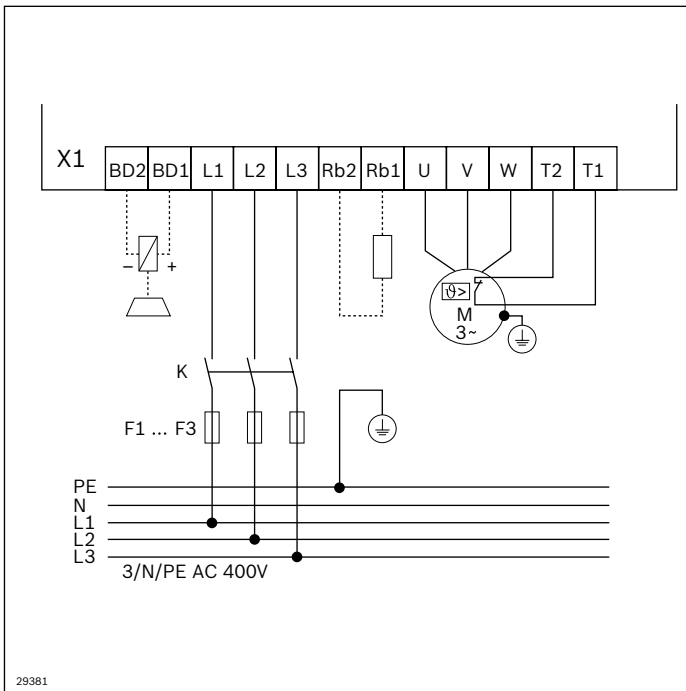 X1
BD2 BD1 L1 L2 L3 Rb2 Rb1 U V W T2 T1
– +
ϑ>
M
3~
K
F1 ... F3
PE
N
L1
L2
L3
3/N/PE AC 400V
29381